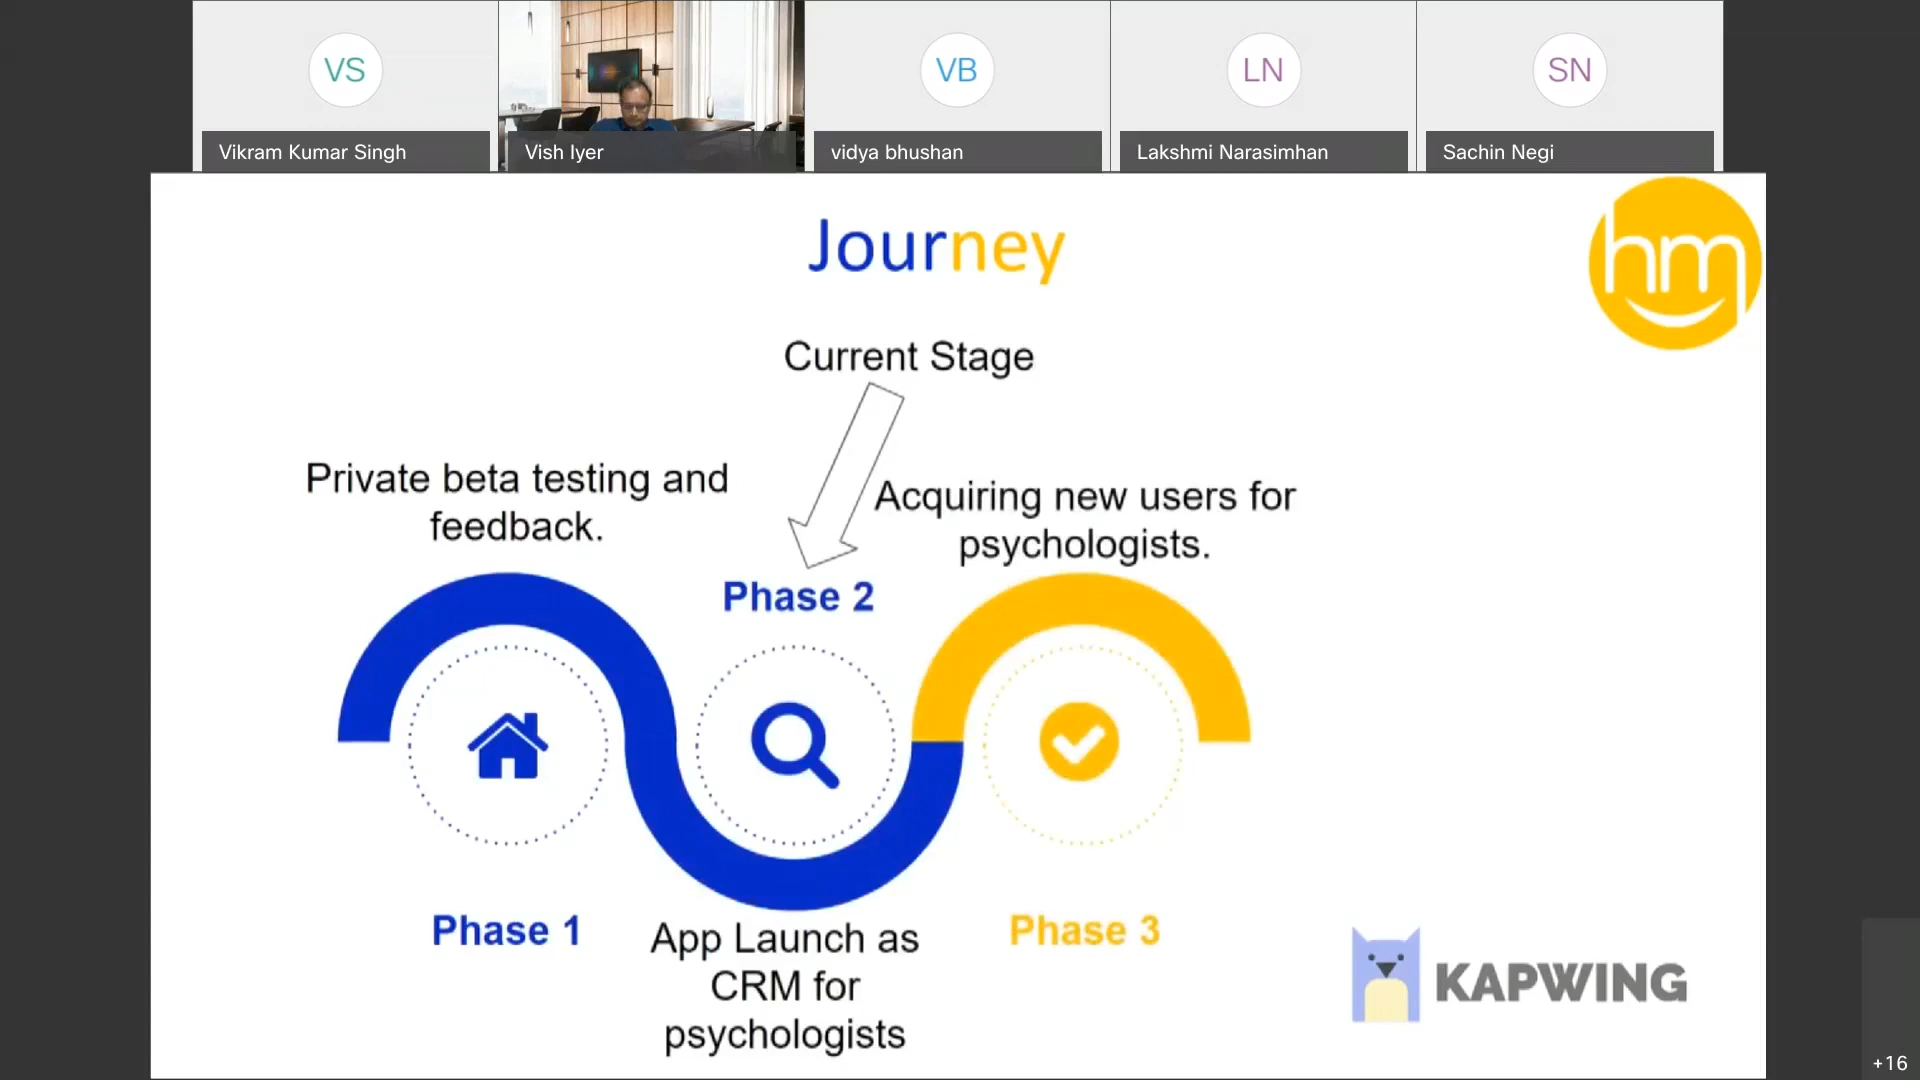 VS
VB
LN
SN
Vikram Kumar Singh
Vish Iyer
vidya bhushan
Lakshmi Narasimhan
Sachin Negi
hm
Journey
Current Stage
Private beta testing and
feedback.
Acquiring new users for
psychologists.
Phase 2
Phase 1
App Launch as
CRM for
psychologists
Phase 3
KAPWING
+16